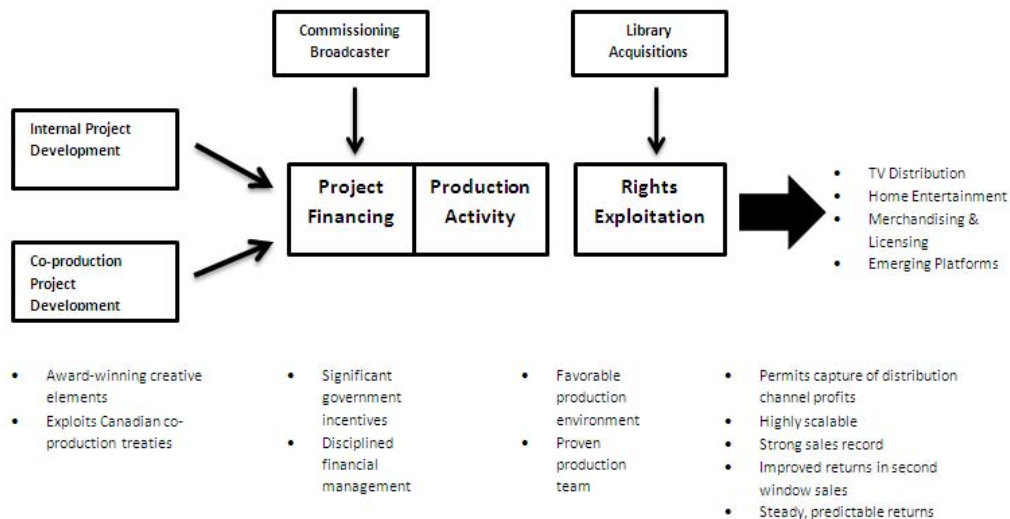 Commissioning
Broadcaster
Library
Acquisitions
Internal Project
Development
Co-production
Project
Development
Project
Financing
Production
Activity
Rights
Exploitation
• TV Distribution
• Home Entertainment
• Merchandising &
Licensing
• Emerging Platforms
• Award-winning creative
elements
• Exploits Canadian co-
production treaties
• Significant
government
incentives
• Disciplined
financial
management
• Favorable
production
environment
• Proven
production
team
• Permits capture of distribution
channel profits
• Highly scalable
• Strong sales record
• Improved returns in second
window sales
• Steady, predictable returns